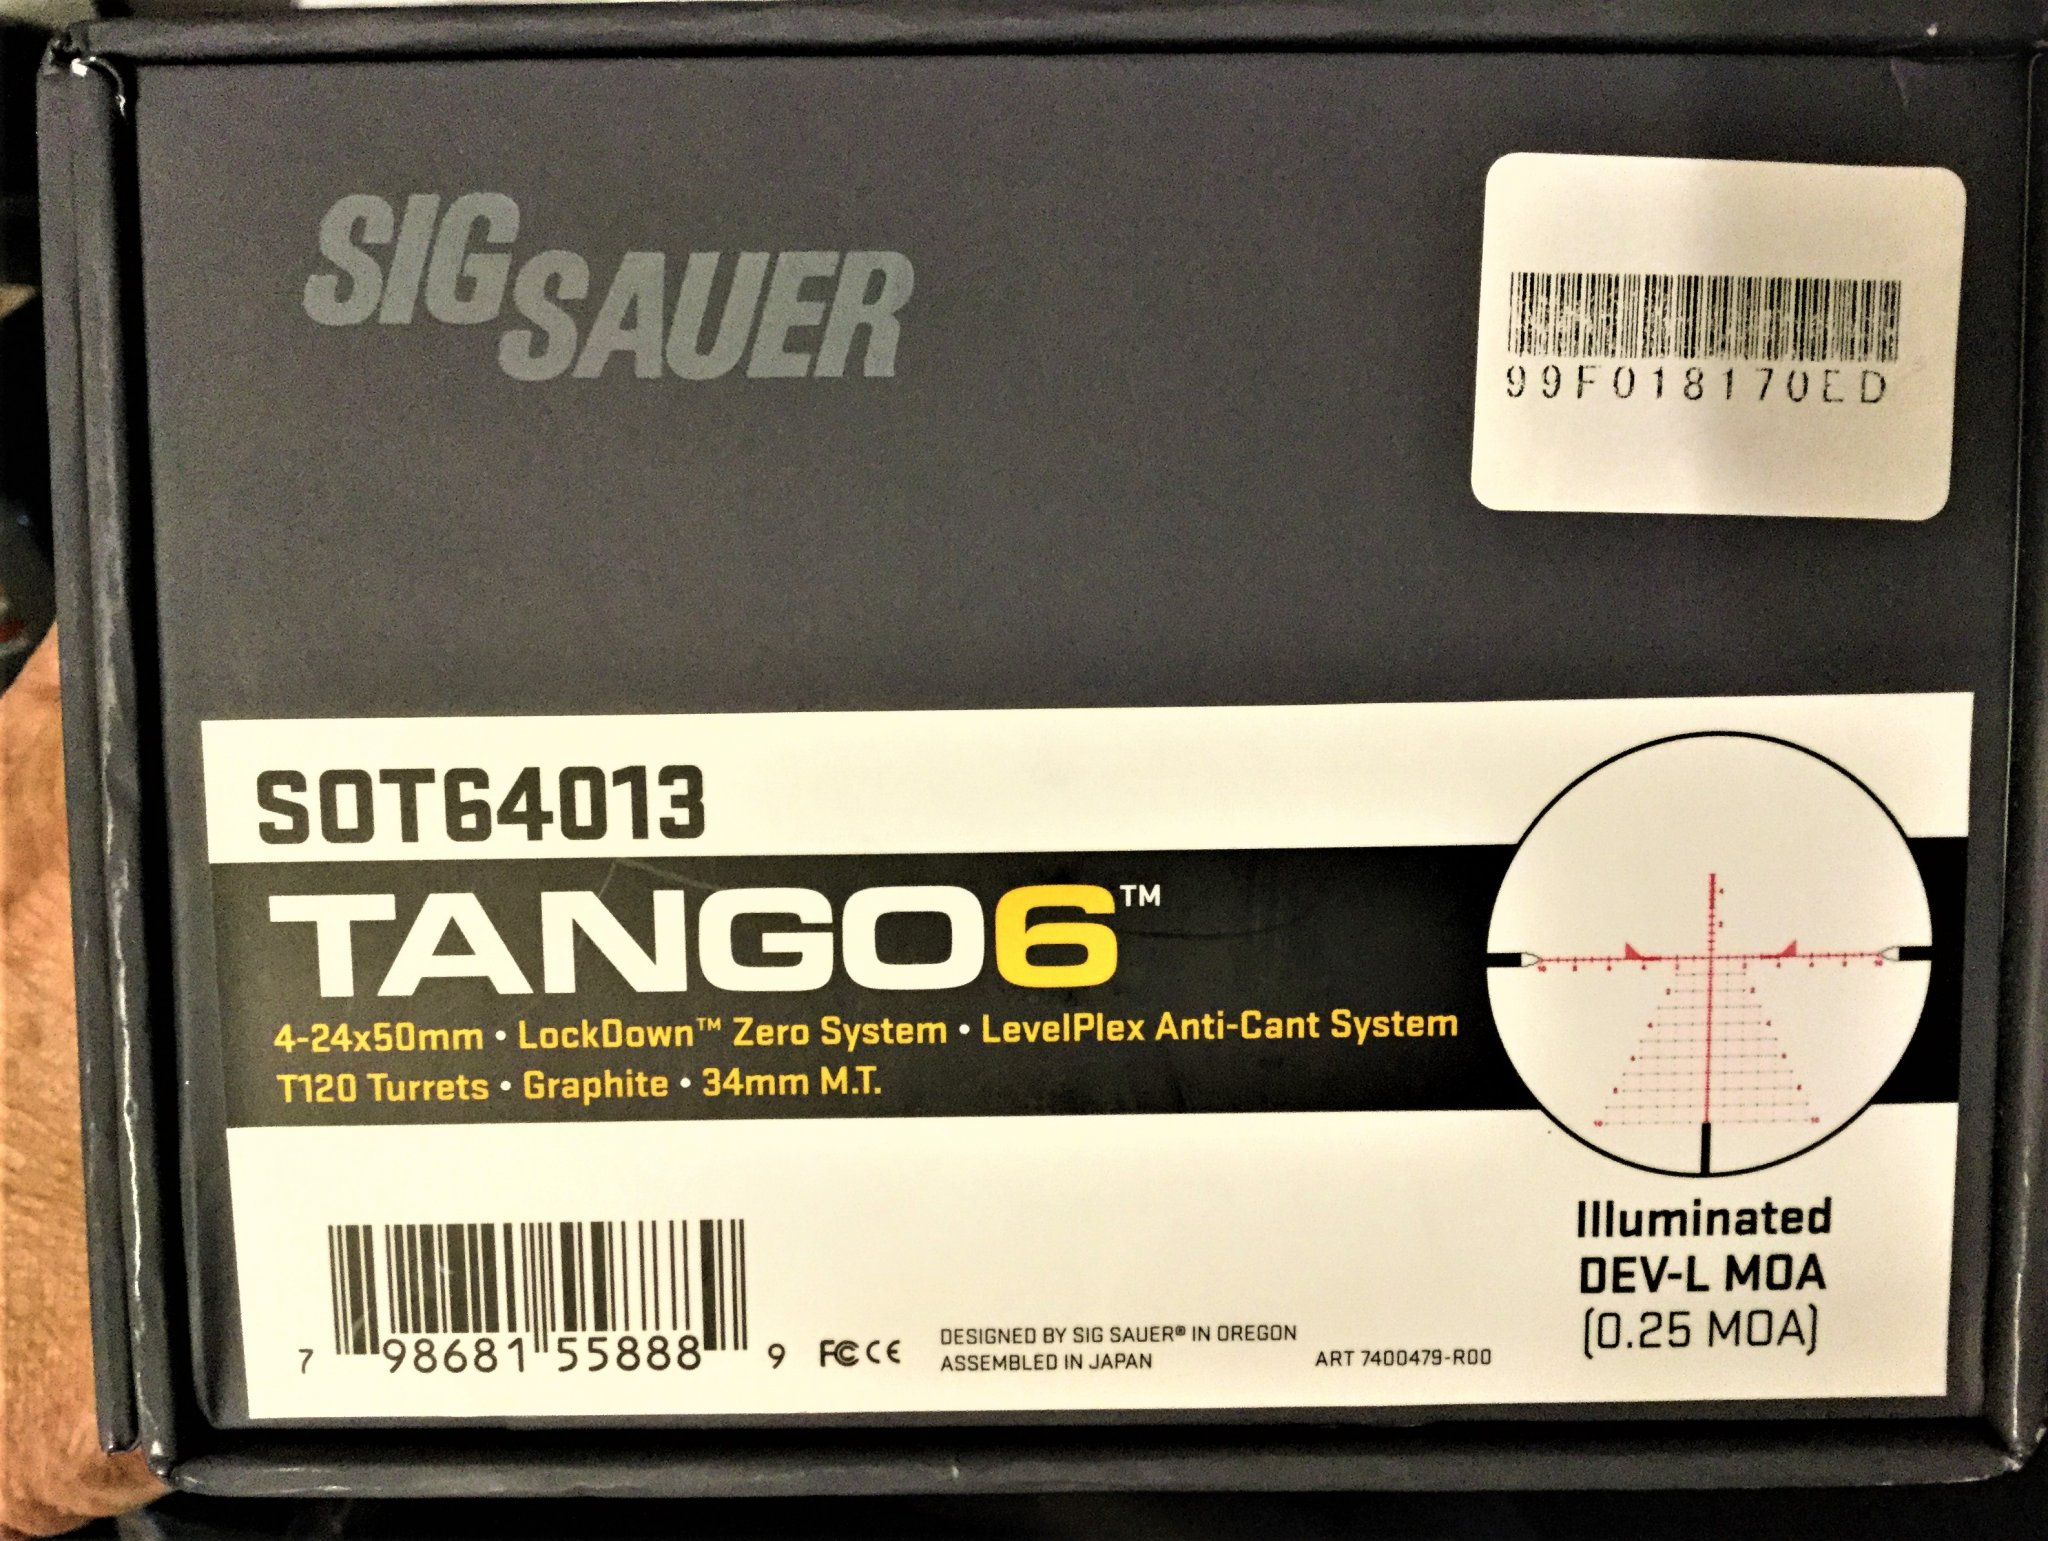 SIG SAUER
99F018170ED
SOT64013
TANGO6™
4-24x50mm • LockDown™ Zero System • LevelPlex Anti-Cant System
T120 Turrets • Graphite • 34mm M.T.
Illuminated
DEV-L MOA
(0.25 MOA)
7 98681 55888 9
FC CE
DESIGNED BY SIG SAUER® IN OREGON
ASSEMBLED IN JAPAN
ART 7400479-R00